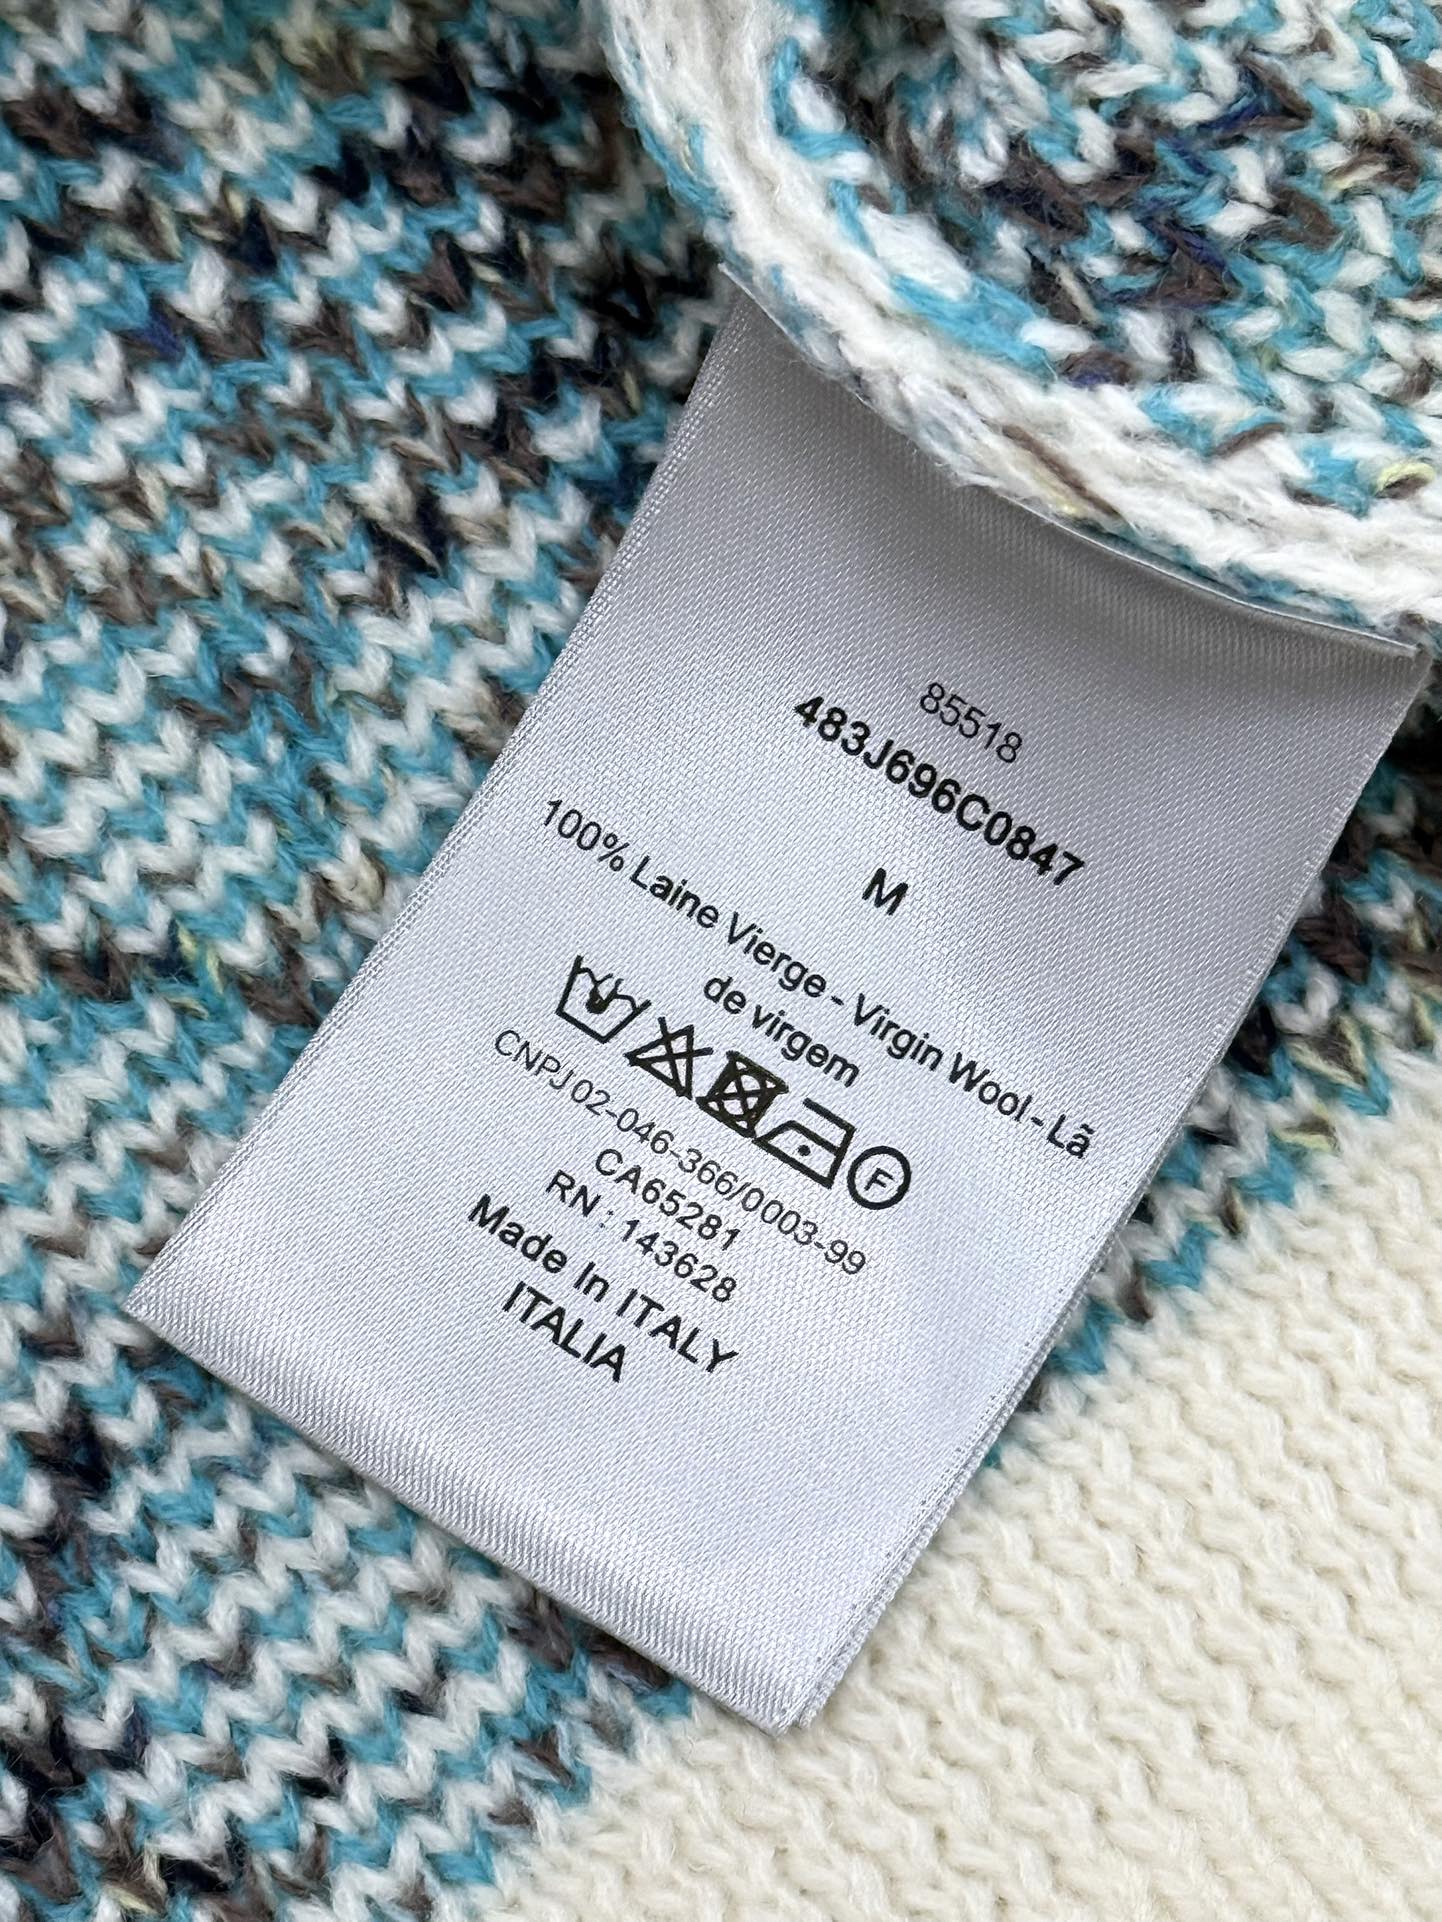 85518
483J696C0847
M
100% Laine Vierge - Virgin Wool - Lã
de virgem
F
CNPJ 02-046-366/0003-99
CA65281
RN : 143628
Made In ITALY
ITALIA